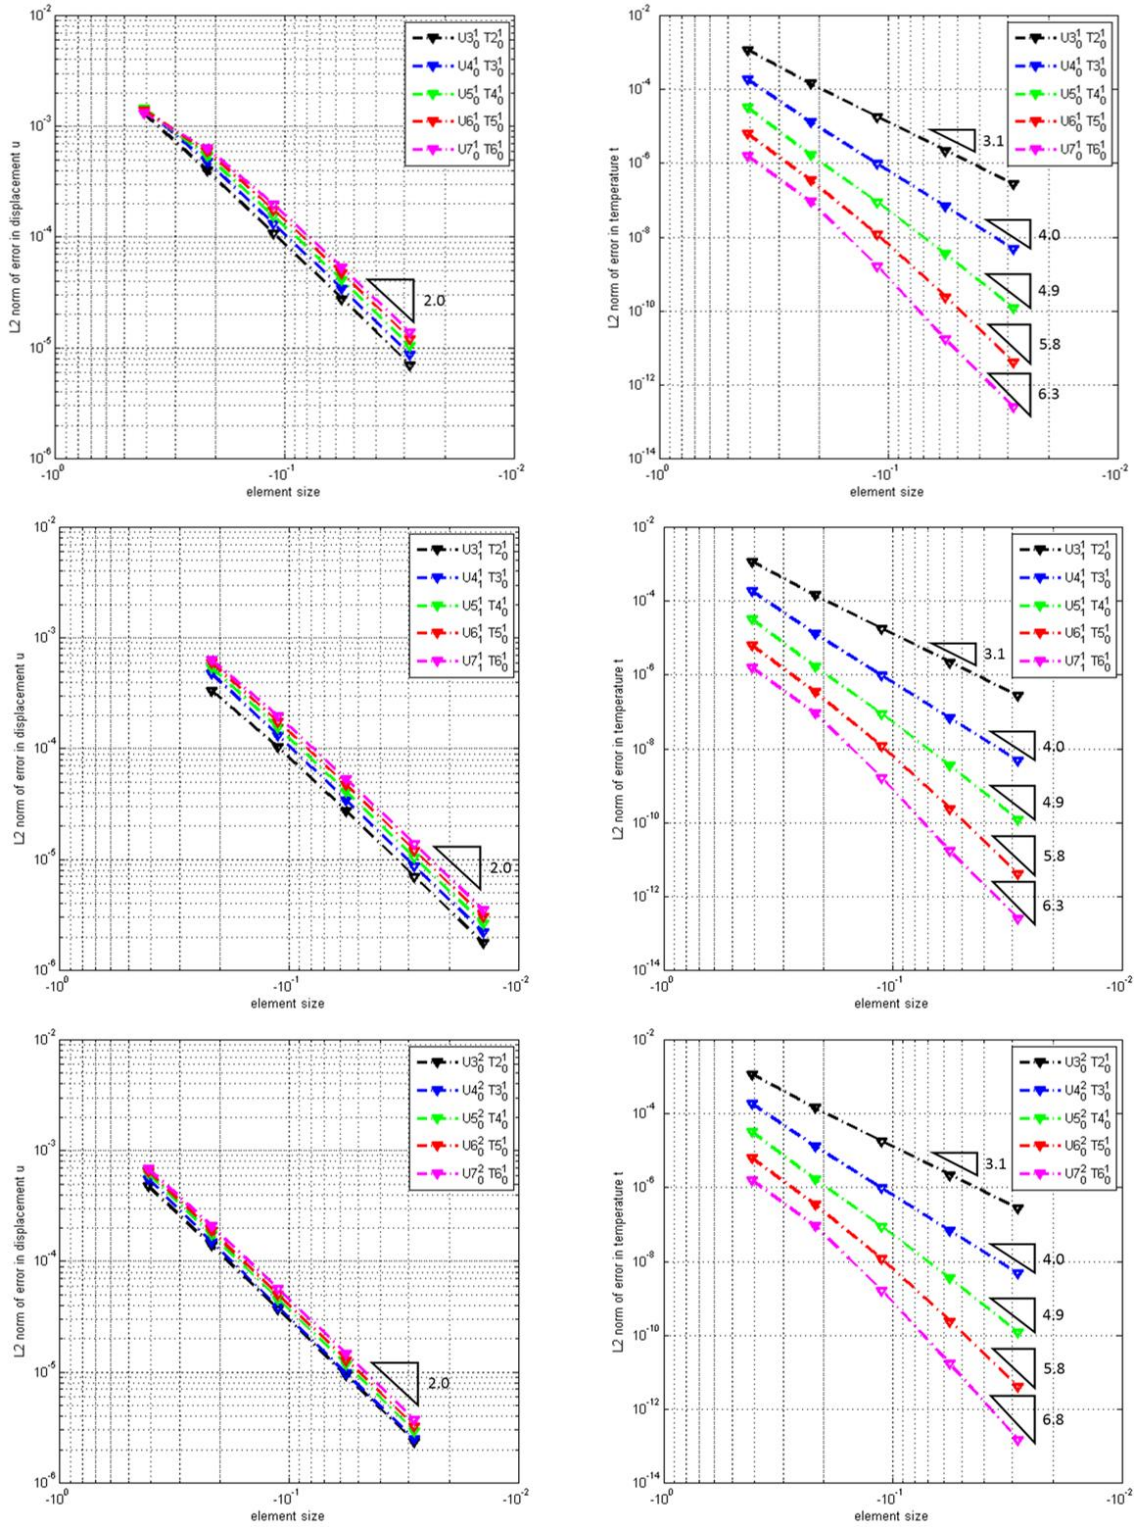 10^-2
10^-3
10^-4
10^-5
10^-6
L2 norm of error in displacement u
-10^0
-10^-1
-10^-2
element size
U3^1_0 T2^1_0
U4^1_0 T3^1_0
U5^1_0 T4^1_0
U6^1_0 T5^1_0
U7^1_0 T6^1_0
2.0
10^-2
10^-4
10^-6
10^-8
10^-10
10^-12
10^-14
L2 norm of error in temperature t
-10^0
-10^-1
-10^-2
element size
U3^1_0 T2^1_0
U4^1_0 T3^1_0
U5^1_0 T4^1_0
U6^1_0 T5^1_0
U7^1_0 T6^1_0
3.1
4.0
4.9
5.8
6.3
10^-2
10^-3
10^-4
10^-5
10^-6
L2 norm of error in displacement u
-10^0
-10^-1
-10^-2
element size
U3^1_1 T2^1_0
U4^1_1 T3^1_0
U5^1_1 T4^1_0
U6^1_1 T5^1_0
U7^1_1 T6^1_0
2.0
10^-2
10^-4
10^-6
10^-8
10^-10
10^-12
10^-14
L2 norm of error in temperature t
-10^0
-10^-1
-10^-2
element size
U3^1_1 T2^1_0
U4^1_1 T3^1_0
U5^1_1 T4^1_0
U6^1_1 T5^1_0
U7^1_1 T6^1_0
3.1
4.0
4.9
5.8
6.3
10^-2
10^-3
10^-4
10^-5
10^-6
L2 norm of error in displacement u
-10^0
-10^-1
-10^-2
element size
U3^2_0 T2^1_0
U4^2_0 T3^1_0
U5^2_0 T4^1_0
U6^2_0 T5^1_0
U7^2_0 T6^1_0
2.0
10^-2
10^-4
10^-6
10^-8
10^-10
10^-12
10^-14
L2 norm of error in temperature t
-10^0
-10^-1
-10^-2
element size
U3^2_0 T2^1_0
U4^2_0 T3^1_0
U5^2_0 T4^1_0
U6^2_0 T5^1_0
U7^2_0 T6^1_0
3.1
4.0
4.9
5.8
6.8